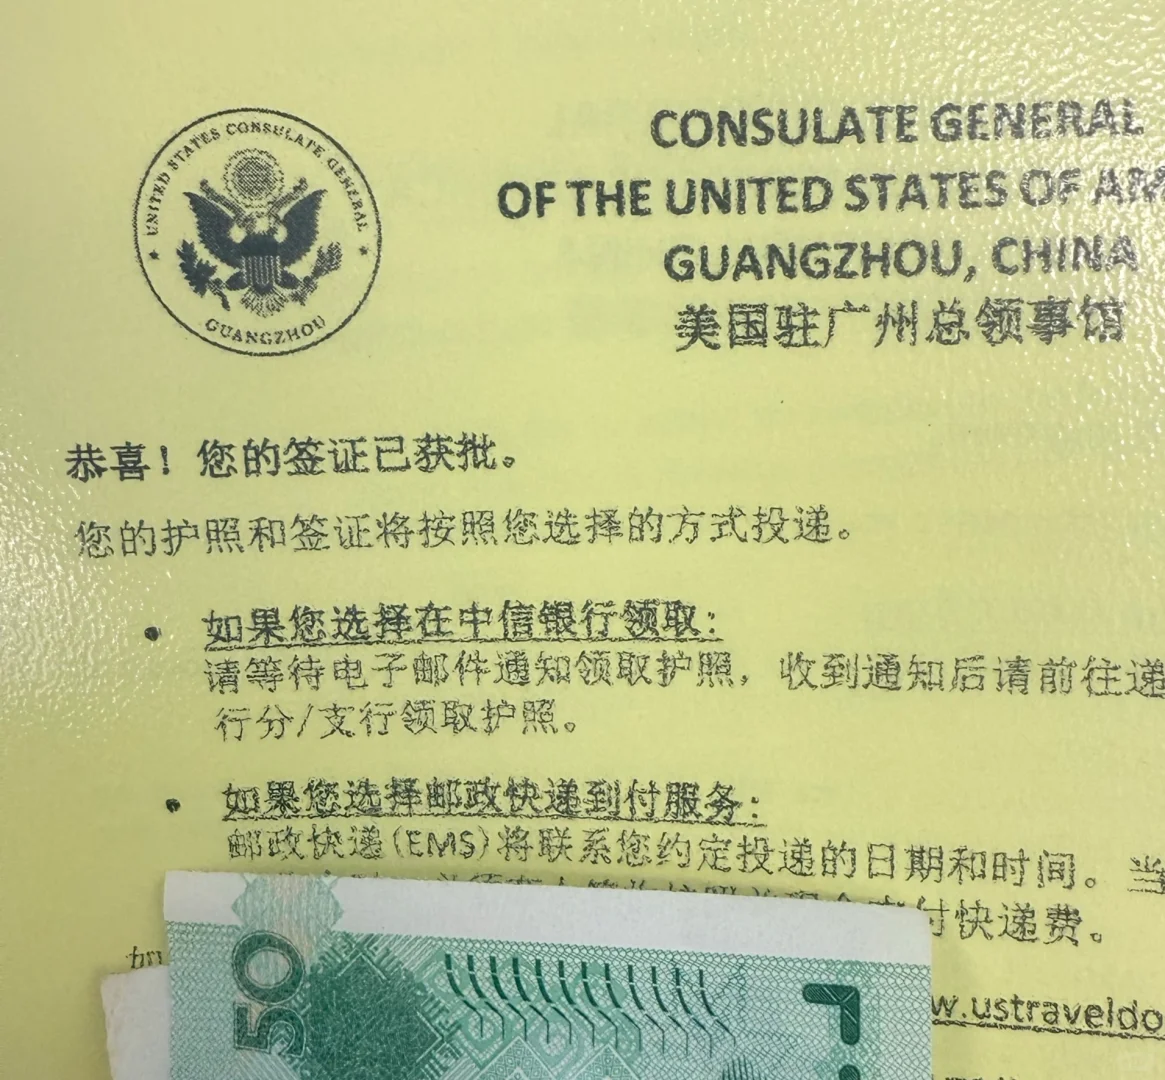 UNITED STATES CONSULATE GENERAL
GUANGZHOU
CONSULATE GENERAL
OF THE UNITED STATES OF AM
GUANGZHOU, CHINA
美国驻广州总领事馆
恭喜！您的签证已获批。
您的护照和签证将按照您选择的方式投递。
• 如果您选择在中信银行领取：
请等待电子邮件通知领取护照，收到通知后请前往递
行分/支行领取护照。
• 如果您选择邮政快递到付服务：
邮政快递(EMS)将联系您约定投递的日期和时间。当
付快递费。
w.ustraveldo
50